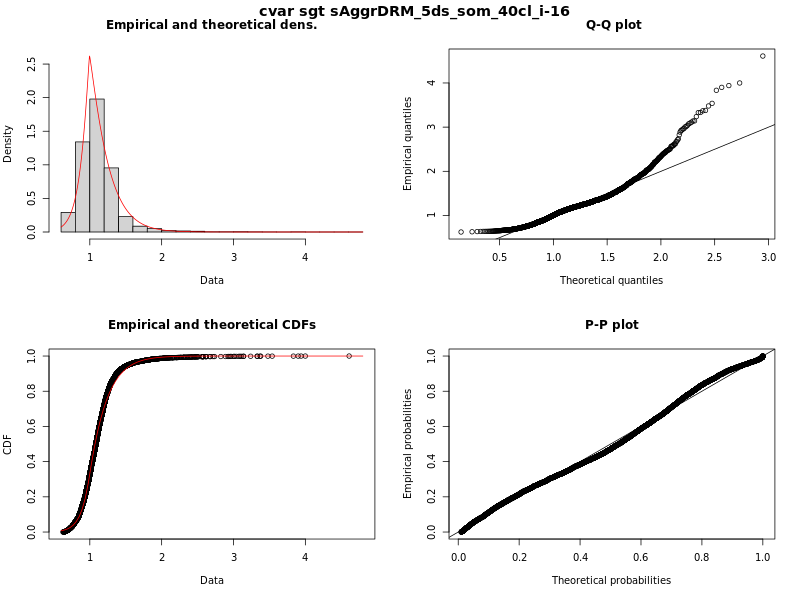 cvar sgt sAggrDRM_5ds_som_40cl_i-16
Empirical and theoretical dens.
Density
0.0 0.5 1.0 1.5 2.0 2.5
1 2 3 4
Data
Q-Q plot
Empirical quantiles
1 2 3 4
0.5 1.0 1.5 2.0 2.5 3.0
Theoretical quantiles
Empirical and theoretical CDFs
CDF
0.0 0.2 0.4 0.6 0.8 1.0
1 2 3 4
Data
P-P plot
Empirical probabilities
0.0 0.2 0.4 0.6 0.8 1.0
0.0 0.2 0.4 0.6 0.8 1.0
Theoretical probabilities